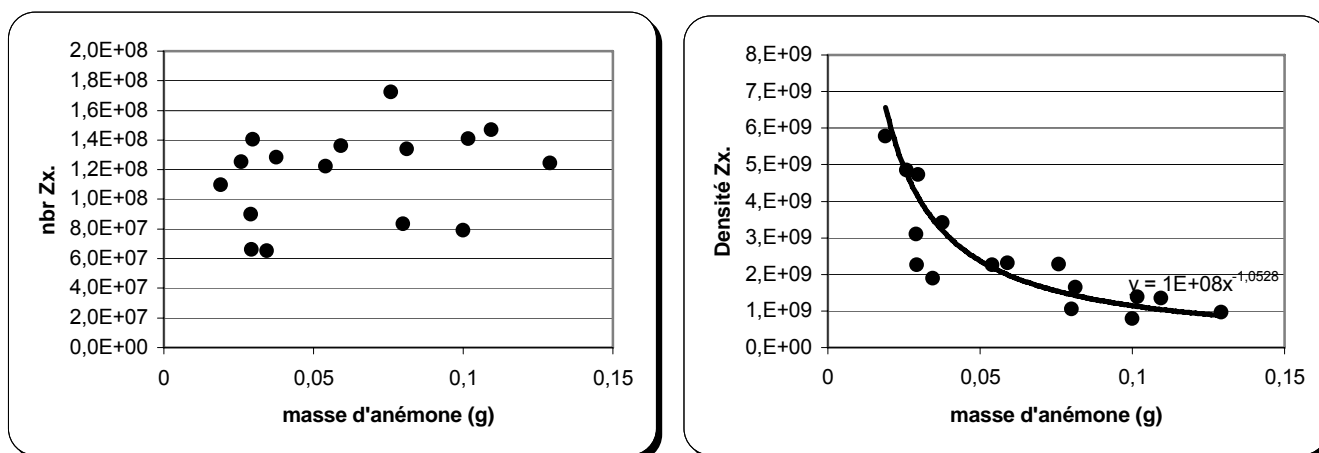 2,0E+08
1,8E+08
1,6E+08
1,4E+08
1,2E+08
1,0E+08
8,0E+07
6,0E+07
4,0E+07
2,0E+07
0,0E+00
nbr Zx.
0 0,05 0,1 0,15
masse d'anémone (g)
8,E+09
7,E+09
6,E+09
5,E+09
4,E+09
3,E+09
2,E+09
1,E+09
0,E+00
Densité Zx.
y = 1E+08x-1,0528
0 0,05 0,1 0,15
masse d'anémone (g)